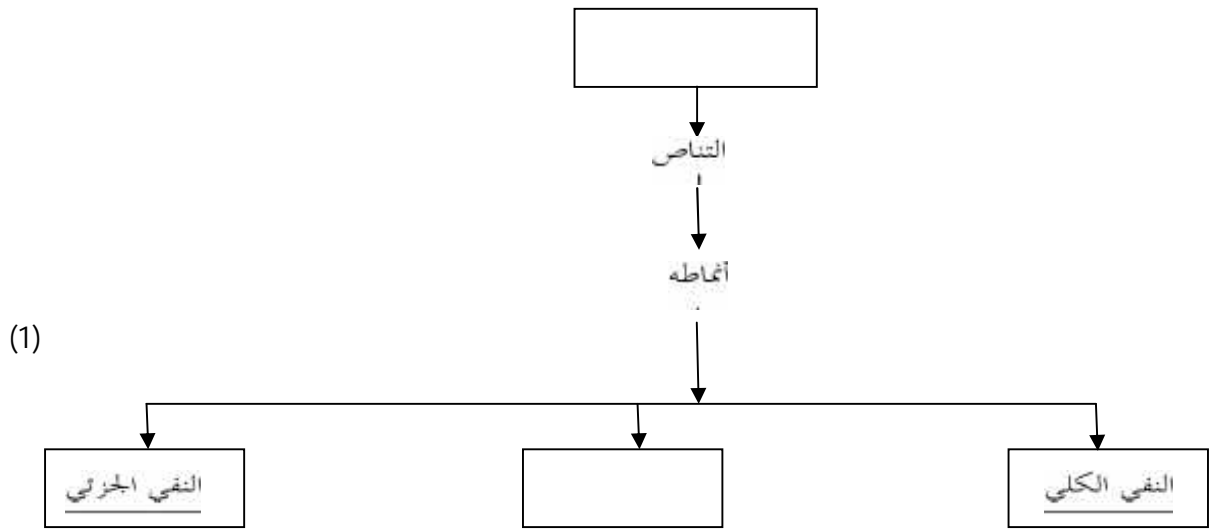 التناص
أنماطه
(1)
النفي الكلي
النفي الجزئي